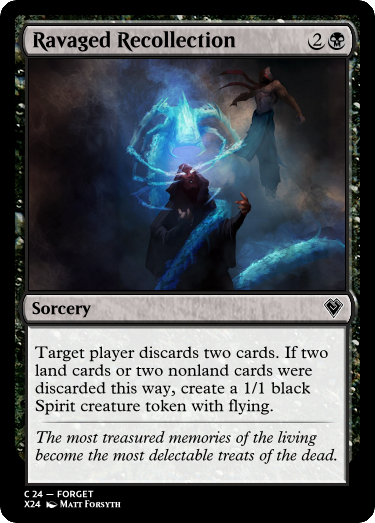 Ravaged Recollection 2
Sorcery
Target player discards two cards. If two
land cards or two nonland cards were
discarded this way, create a 1/1 black
Spirit creature token with flying.
The most treasured memories of the living
become the most delectable treats of the dead.
C 24 — FORGET
X24 Matt Forsyth